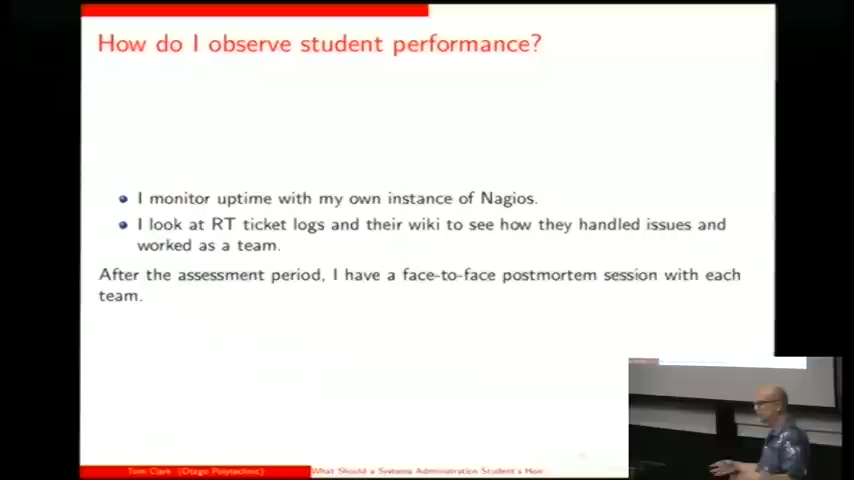 How do I observe student performance?
I monitor uptime with my own instance of Nagios.
I look at RT ticket logs and their wiki to see how they handled issues and
worked as a team.
After the assessment period, I have a face-to-face postmortem session with each
team.
Tom Clark (Otago Polytechnic)
What Should a Systems Administration Student's Hon